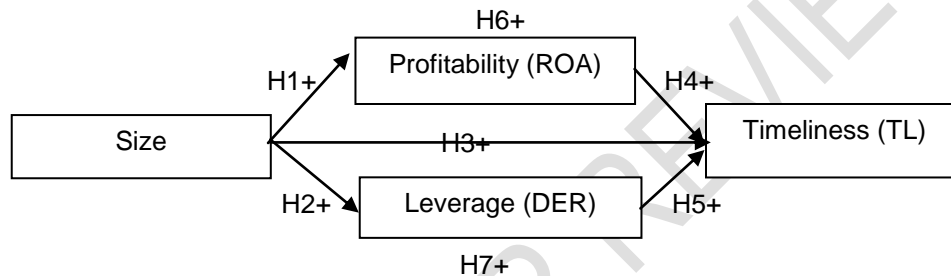 H6+
Profitability (ROA)
H1+
H4+
Size
H3+
Timeliness (TL)
H2+
Leverage (DER)
H5+
H7+